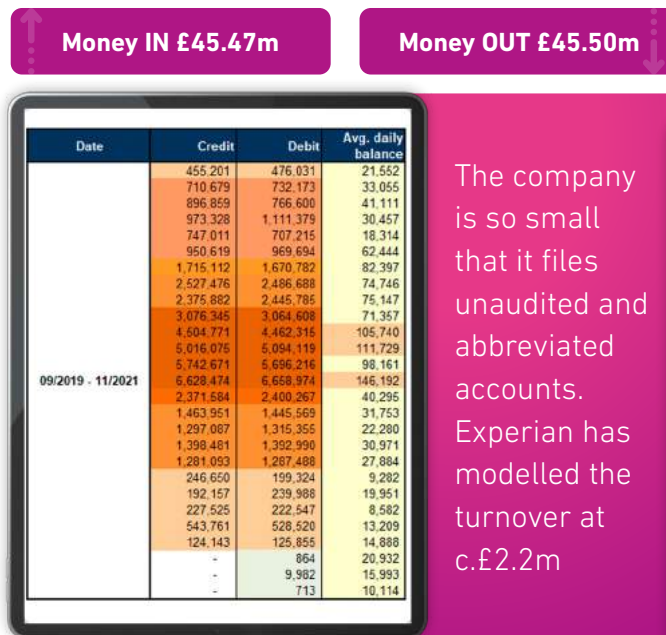 Money IN £45.47m
Money OUT £45.50m
Date Credit Debit Avg. daily balance
455,201 476,031 21,552
710,679 732,173 33,055
896,859 766,600 41,111
973,328 1,111,379 30,457
747,011 707,215 18,314
950,619 969,694 62,444
1,715,112 1,670,782 82,397
2,527,476 2,486,688 74,746
2,375,882 2,445,785 75,147
3,076,345 3,064,608 71,357
4,504,771 4,462,315 105,740
5,016,075 5,094,119 111,729
5,742,671 5,696,216 98,161
09/2019 - 11/2021 6,628,474 6,658,974 146,192
2,371,584 2,400,267 40,295
1,463,951 1,445,569 31,753
1,297,087 1,315,355 22,280
1,398,481 1,392,990 30,971
1,281,093 1,287,488 27,884
246,650 199,324 9,282
192,157 239,988 19,951
227,525 222,547 8,582
543,761 528,520 13,209
124,143 125,855 14,888
- 864 20,932
- 9,982 15,993
- 713 10,114
The company
is so small
that it files
unaudited and
abbreviated
accounts.
Experian has
modelled the
turnover at
c.£2.2m